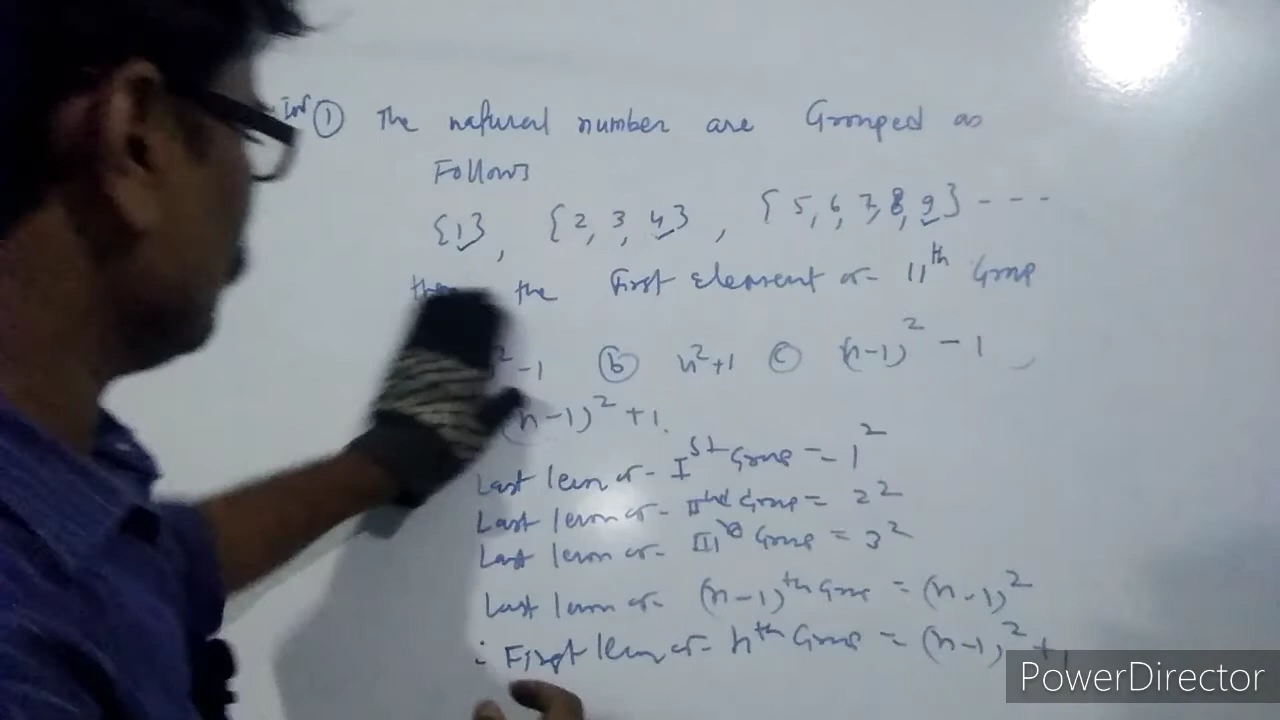 ① The natural number are Grouped as
Follows
{1}, {2, 3, 4}, {5, 6, 7, 8, 9} ----
the First element of 11th Group
²-1 ⓑ n²+1 ⓒ (n-1)² - 1
(n-1)² + 1.
Last term of Ist Group = 1²
Last term of IInd Group = 2²
Last term of III Group = 3²
Last term of (n-1)th Group = (n-1)²
∴ First term of nth Group = (n-1)² + 1
PowerDirector